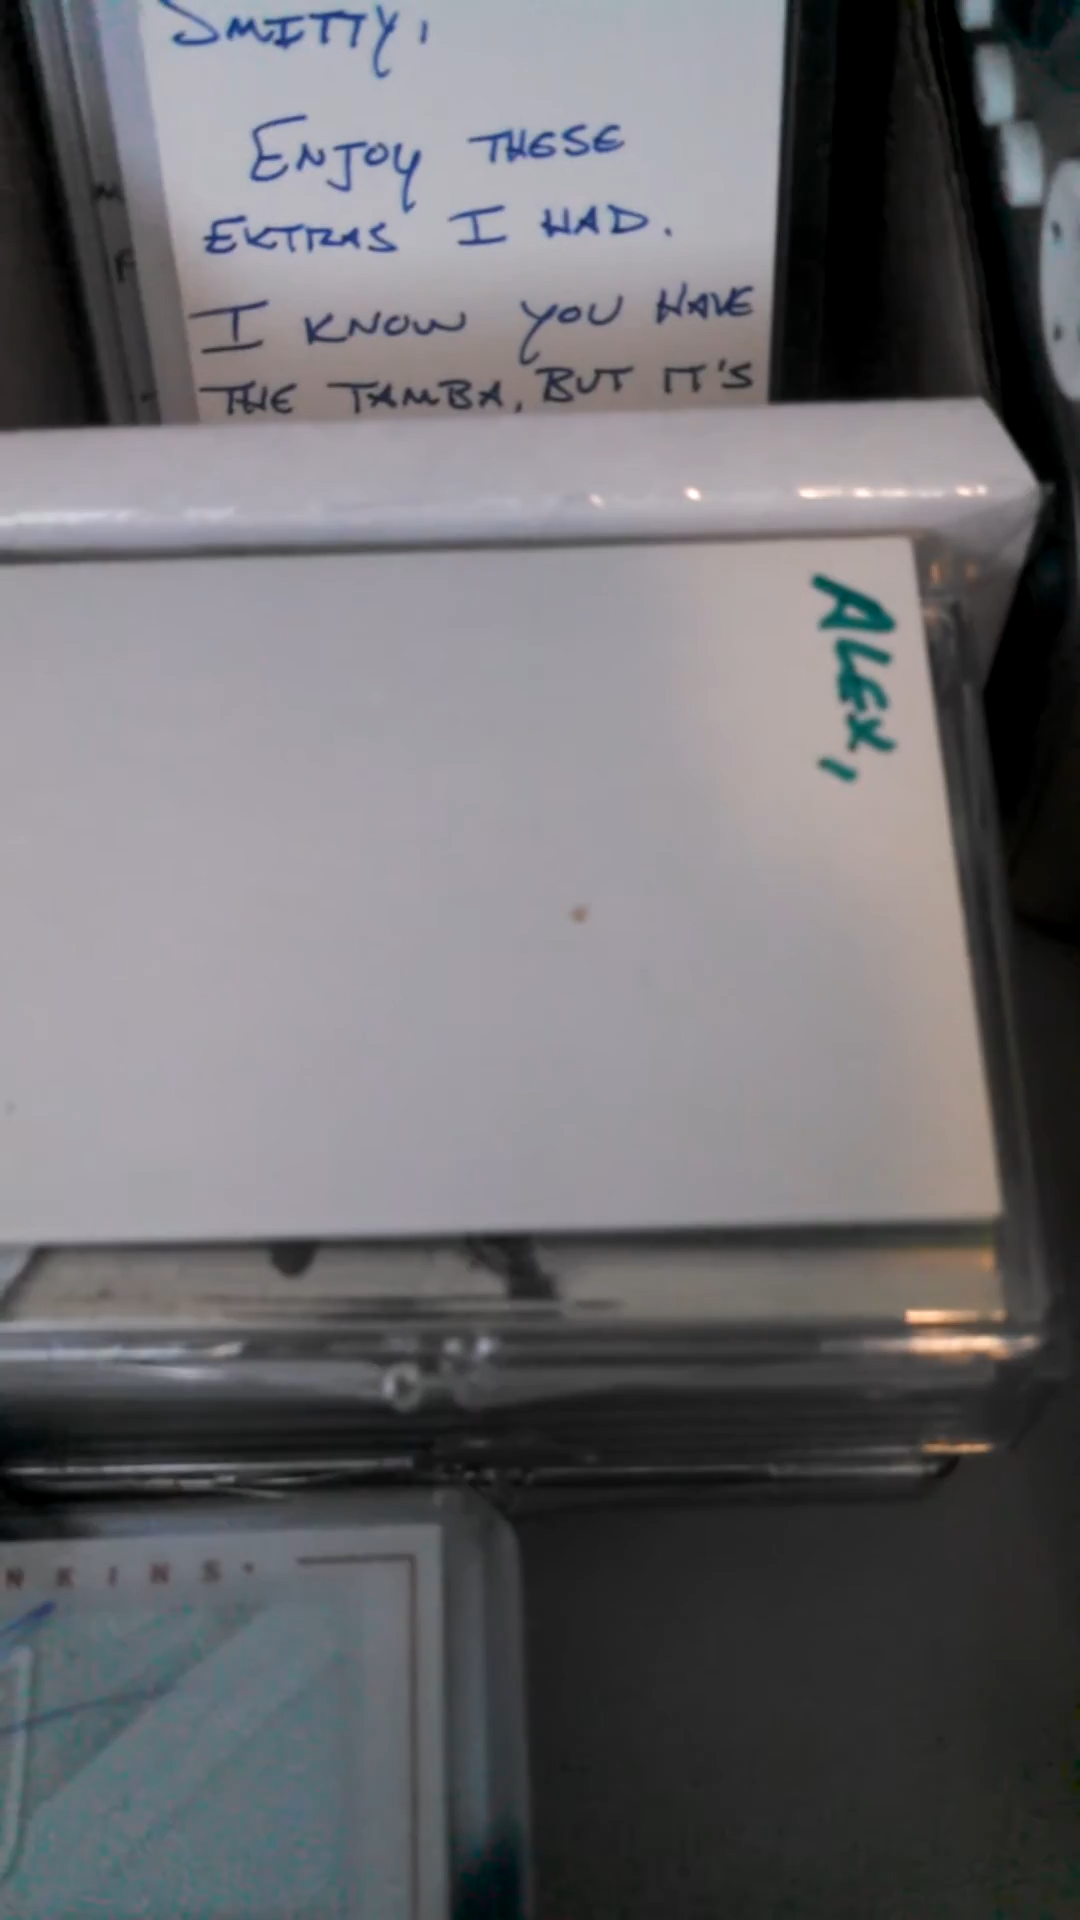 SMITTY,
ENJOY THESE
EXTRAS I HAD.
I KNOW YOU HAVE
THE TAMBA, BUT IT'S
ALEX,
NKINS